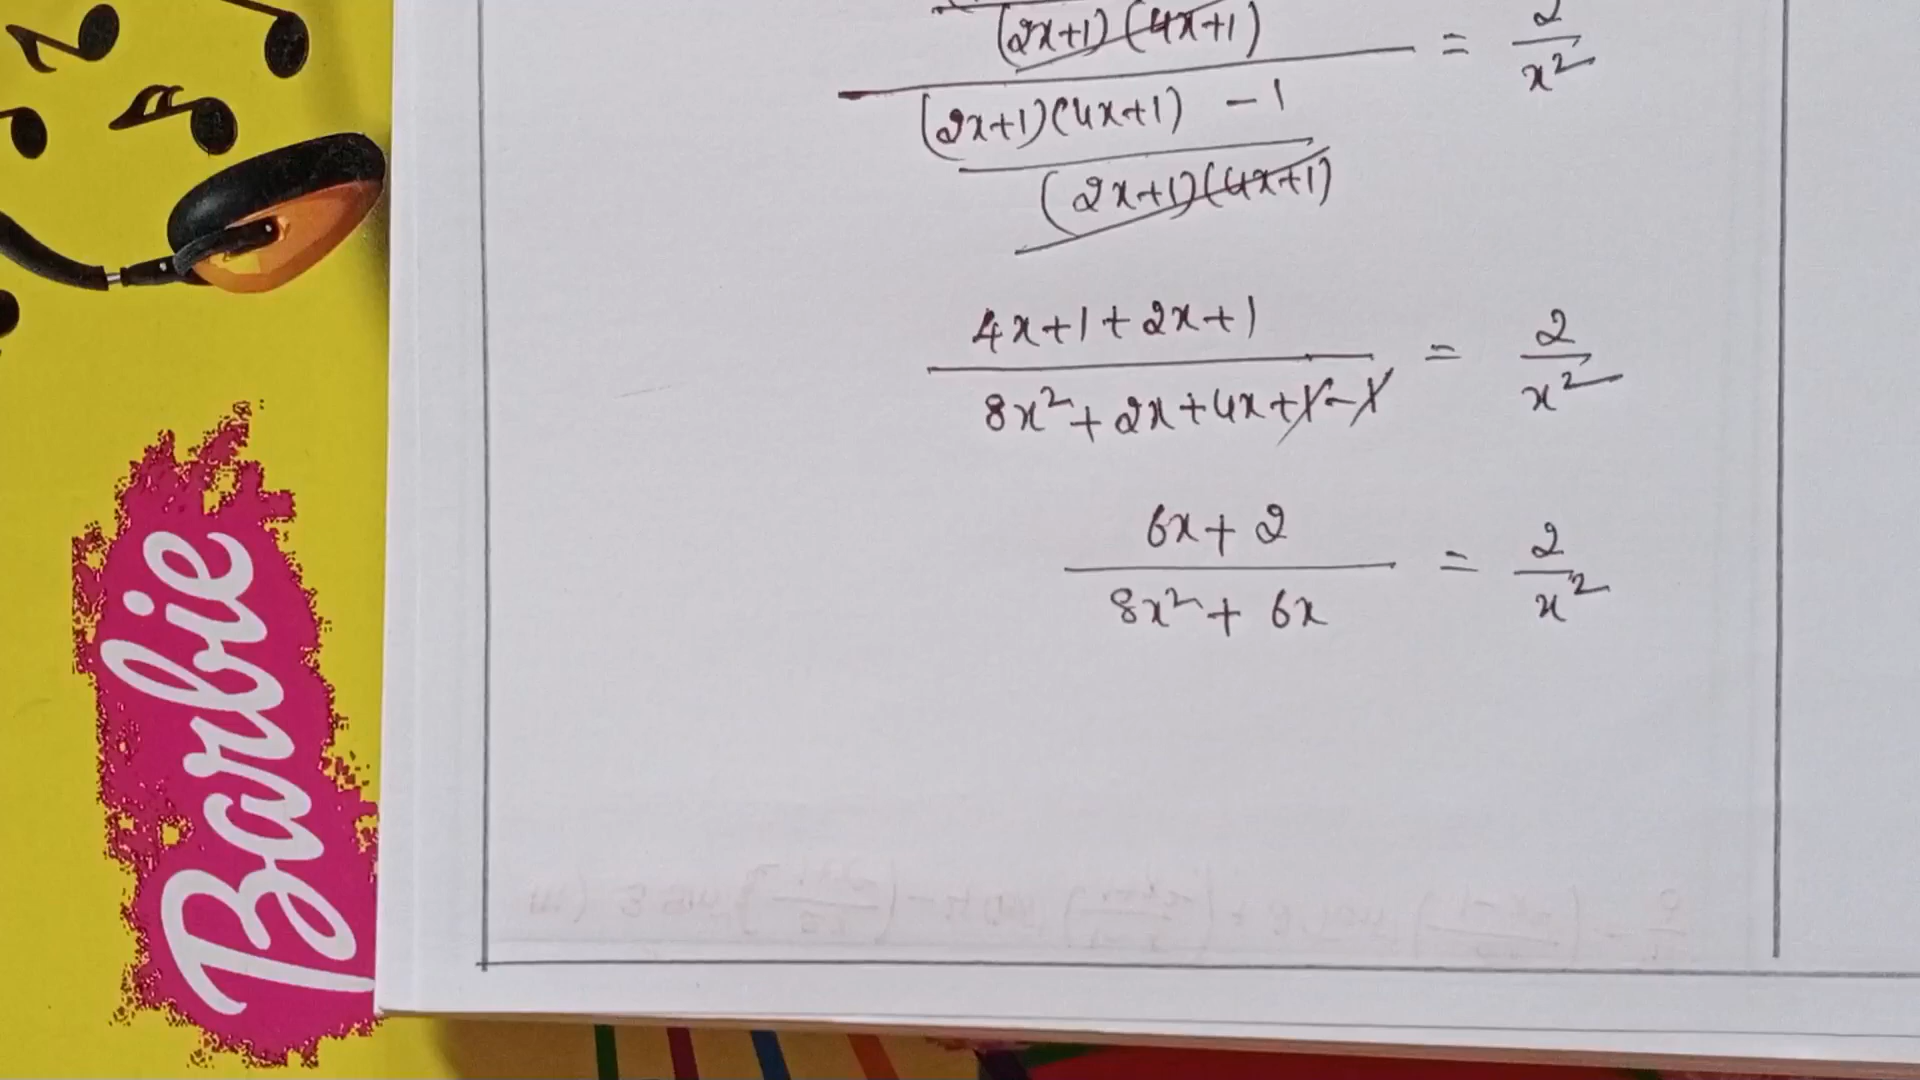 (2x+1)(4x+1) = 2/x²
(2x+1)(4x+1) - 1
(2x+1)(4x+1)
4x+1+2x+1 / 8x²+2x+4x+1-1 = 2/x²
6x+2 / 8x²+6x = 2/x²
Barbie